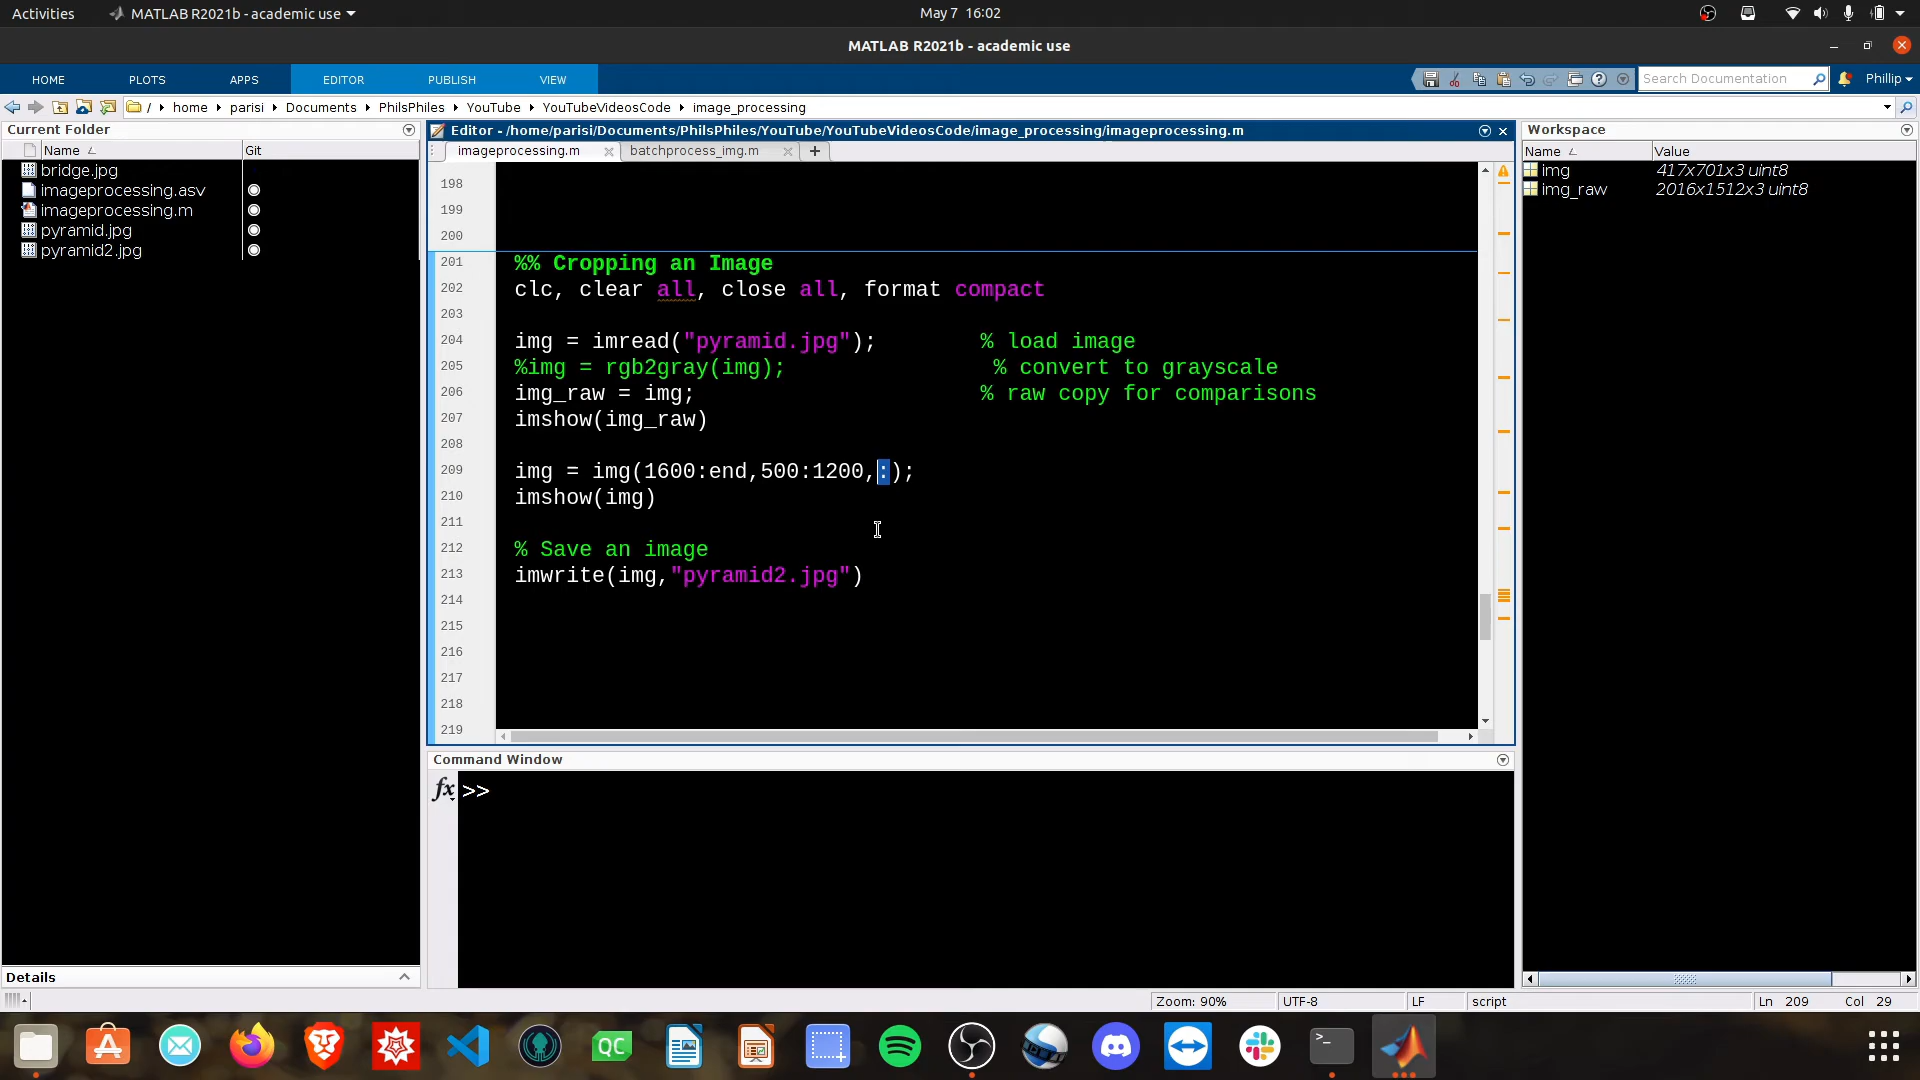 Activities MATLAB R2021b - academic use May 7 16:02
MATLAB R2021b - academic use
HOME PLOTS APPS EDITOR PUBLISH VIEW Search Documentation Phillip
/ home parisi Documents PhilsPhiles YouTube YouTubeVideosCode image_processing
Current Folder
Name Git
bridge.jpg
imageprocessing.asv
imageprocessing.m
pyramid.jpg
pyramid2.jpg
Details
Editor - /home/parisi/Documents/PhilsPhiles/YouTube/YouTubeVideosCode/image_processing/imageprocessing.m
imageprocessing.m batchprocess_img.m +
198
199
200
201 %% Cropping an Image
202 clc, clear all, close all, format compact
203
204 img = imread("pyramid.jpg"); % load image
205 %img = rgb2gray(img); % convert to grayscale
206 img_raw = img; % raw copy for comparisons
207 imshow(img_raw)
208
209 img = img(1600:end,500:1200,:);
210 imshow(img)
211
212 % Save an image
213 imwrite(img,"pyramid2.jpg")
214
215
216
217
218
219
Command Window
fx >>
Workspace
Name Value
img 417x701x3 uint8
img_raw 2016x1512x3 uint8
Zoom: 90% UTF-8 LF script Ln 209 Col 29
QC >_